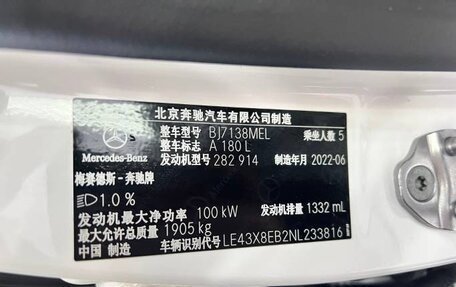 北京奔驰汽车有限公司制造
整车型号 BJ7138MEL 乘坐人数 5
整车标志 A 180 L
Mercedes-Benz 发动机型号 282 914 制造年月 2022-06
梅赛德斯-奔驰牌
1.0 %
发动机最大净功率 100 kW 发动机排量 1332 mL
最大允许总质量 1905 kg
中国 制造 车辆识别代号 LE43X8EB2NL233816